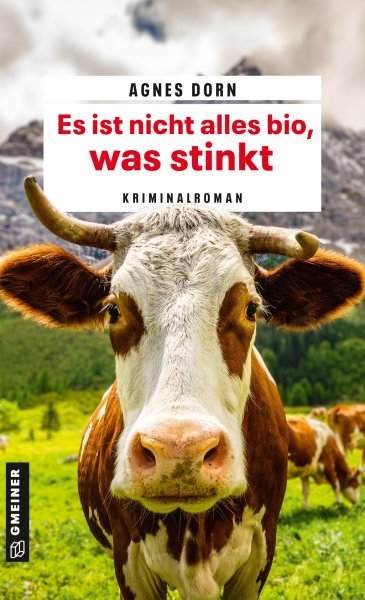 AGNES DORN
Es ist nicht alles bio,
was stinkt
KRIMINALROMAN
GMEINER